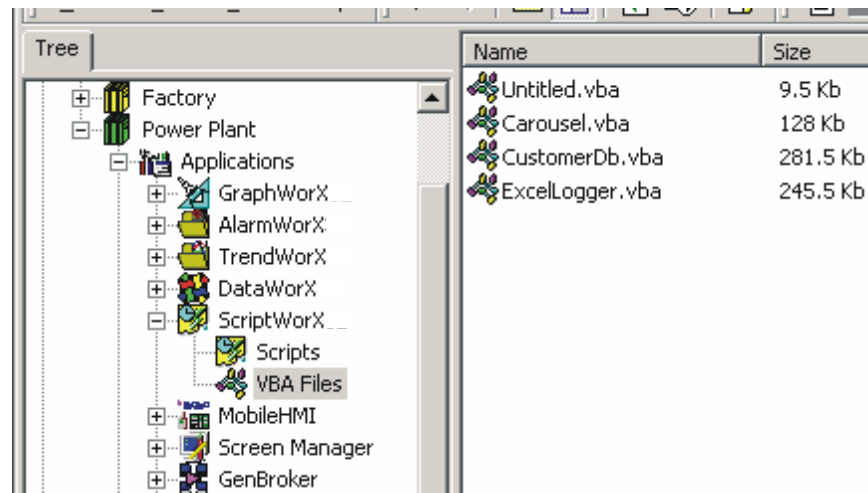 Tree
Factory
Power Plant
Applications
GraphWorX
AlarmWorX
TrendWorX
DataWorX
ScriptWorX
Scripts
VBA Files
MobileHMI
Screen Manager
GenBroker
Name Size
Untitled.vba 9.5 Kb
Carousel.vba 128 Kb
CustomerDb.vba 281.5 Kb
ExcelLogger.vba 245.5 Kb